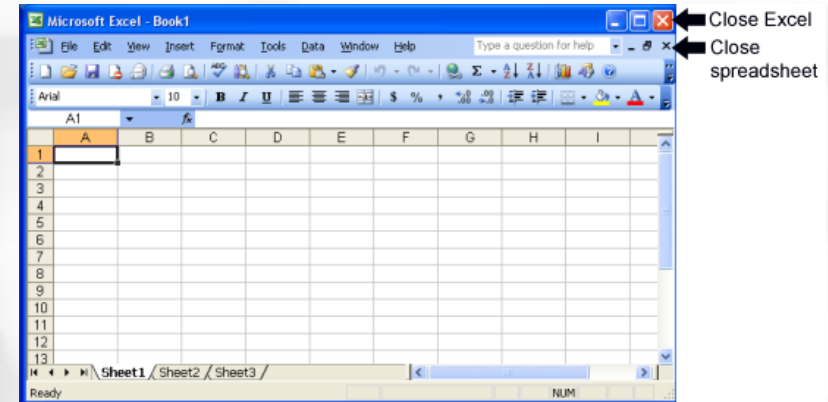 Microsoft Excel - Book1
Close Excel
File Edit View Insert Format Tools Data Window Help Type a question for help
Close
spreadsheet
Arial 10 B I U $ % ,
A1 fx
A B C D E F G H I
1
2
3
4
5
6
7
8
9
10
11
12
13
Sheet1 Sheet2 Sheet3
Ready NUM